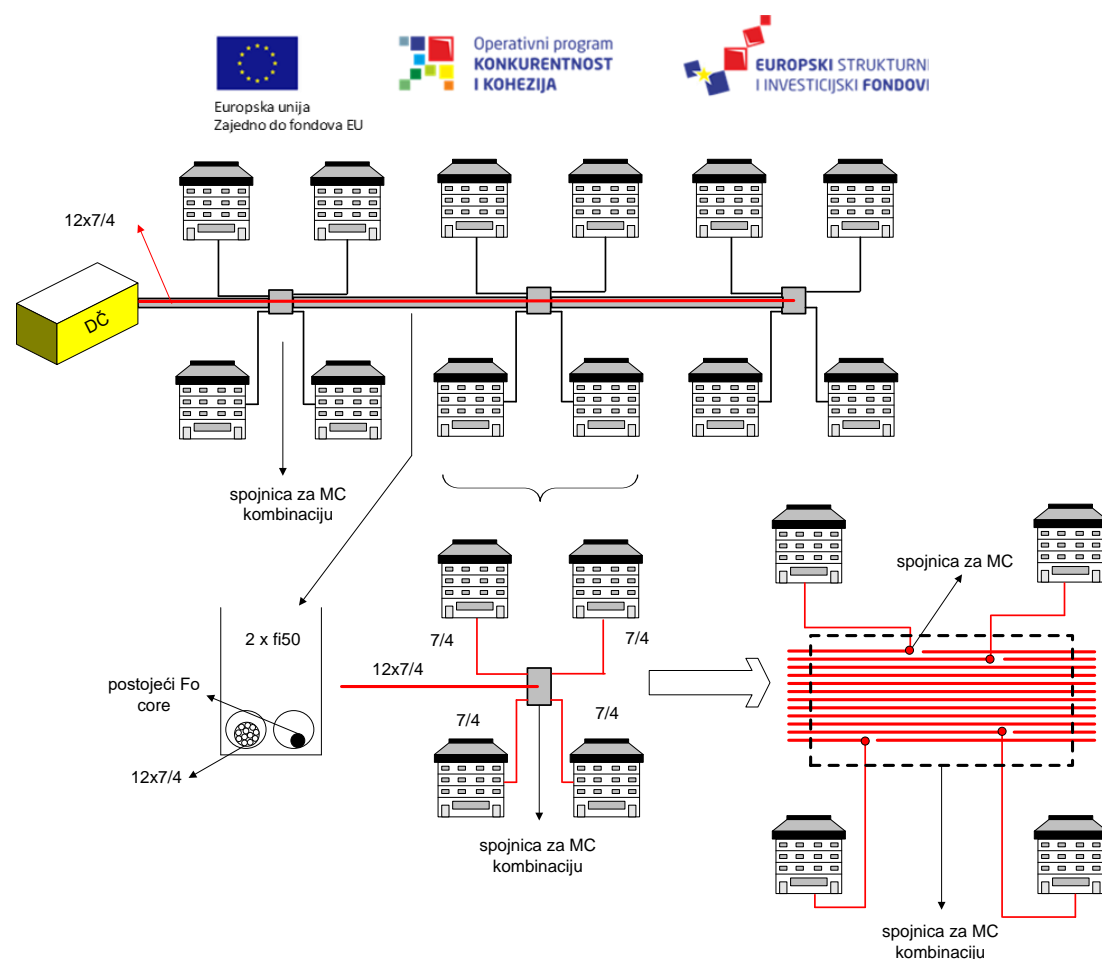 Europska unija
Zajedno do fondova EU
Operativni program
KONKURENTNOST
I KOHEZIJA
EUROPSKI STRUKTURNI
I INVESTICIJSKI FONDOVI
12x7/4
DČ
spojnica za MC
kombinaciju
2 x fi50
postojeći Fo
core
12x7/4
7/4
7/4
12x7/4
7/4
7/4
spojnica za MC
kombinaciju
spojnica za MC
spojnica za MC
kombinaciju